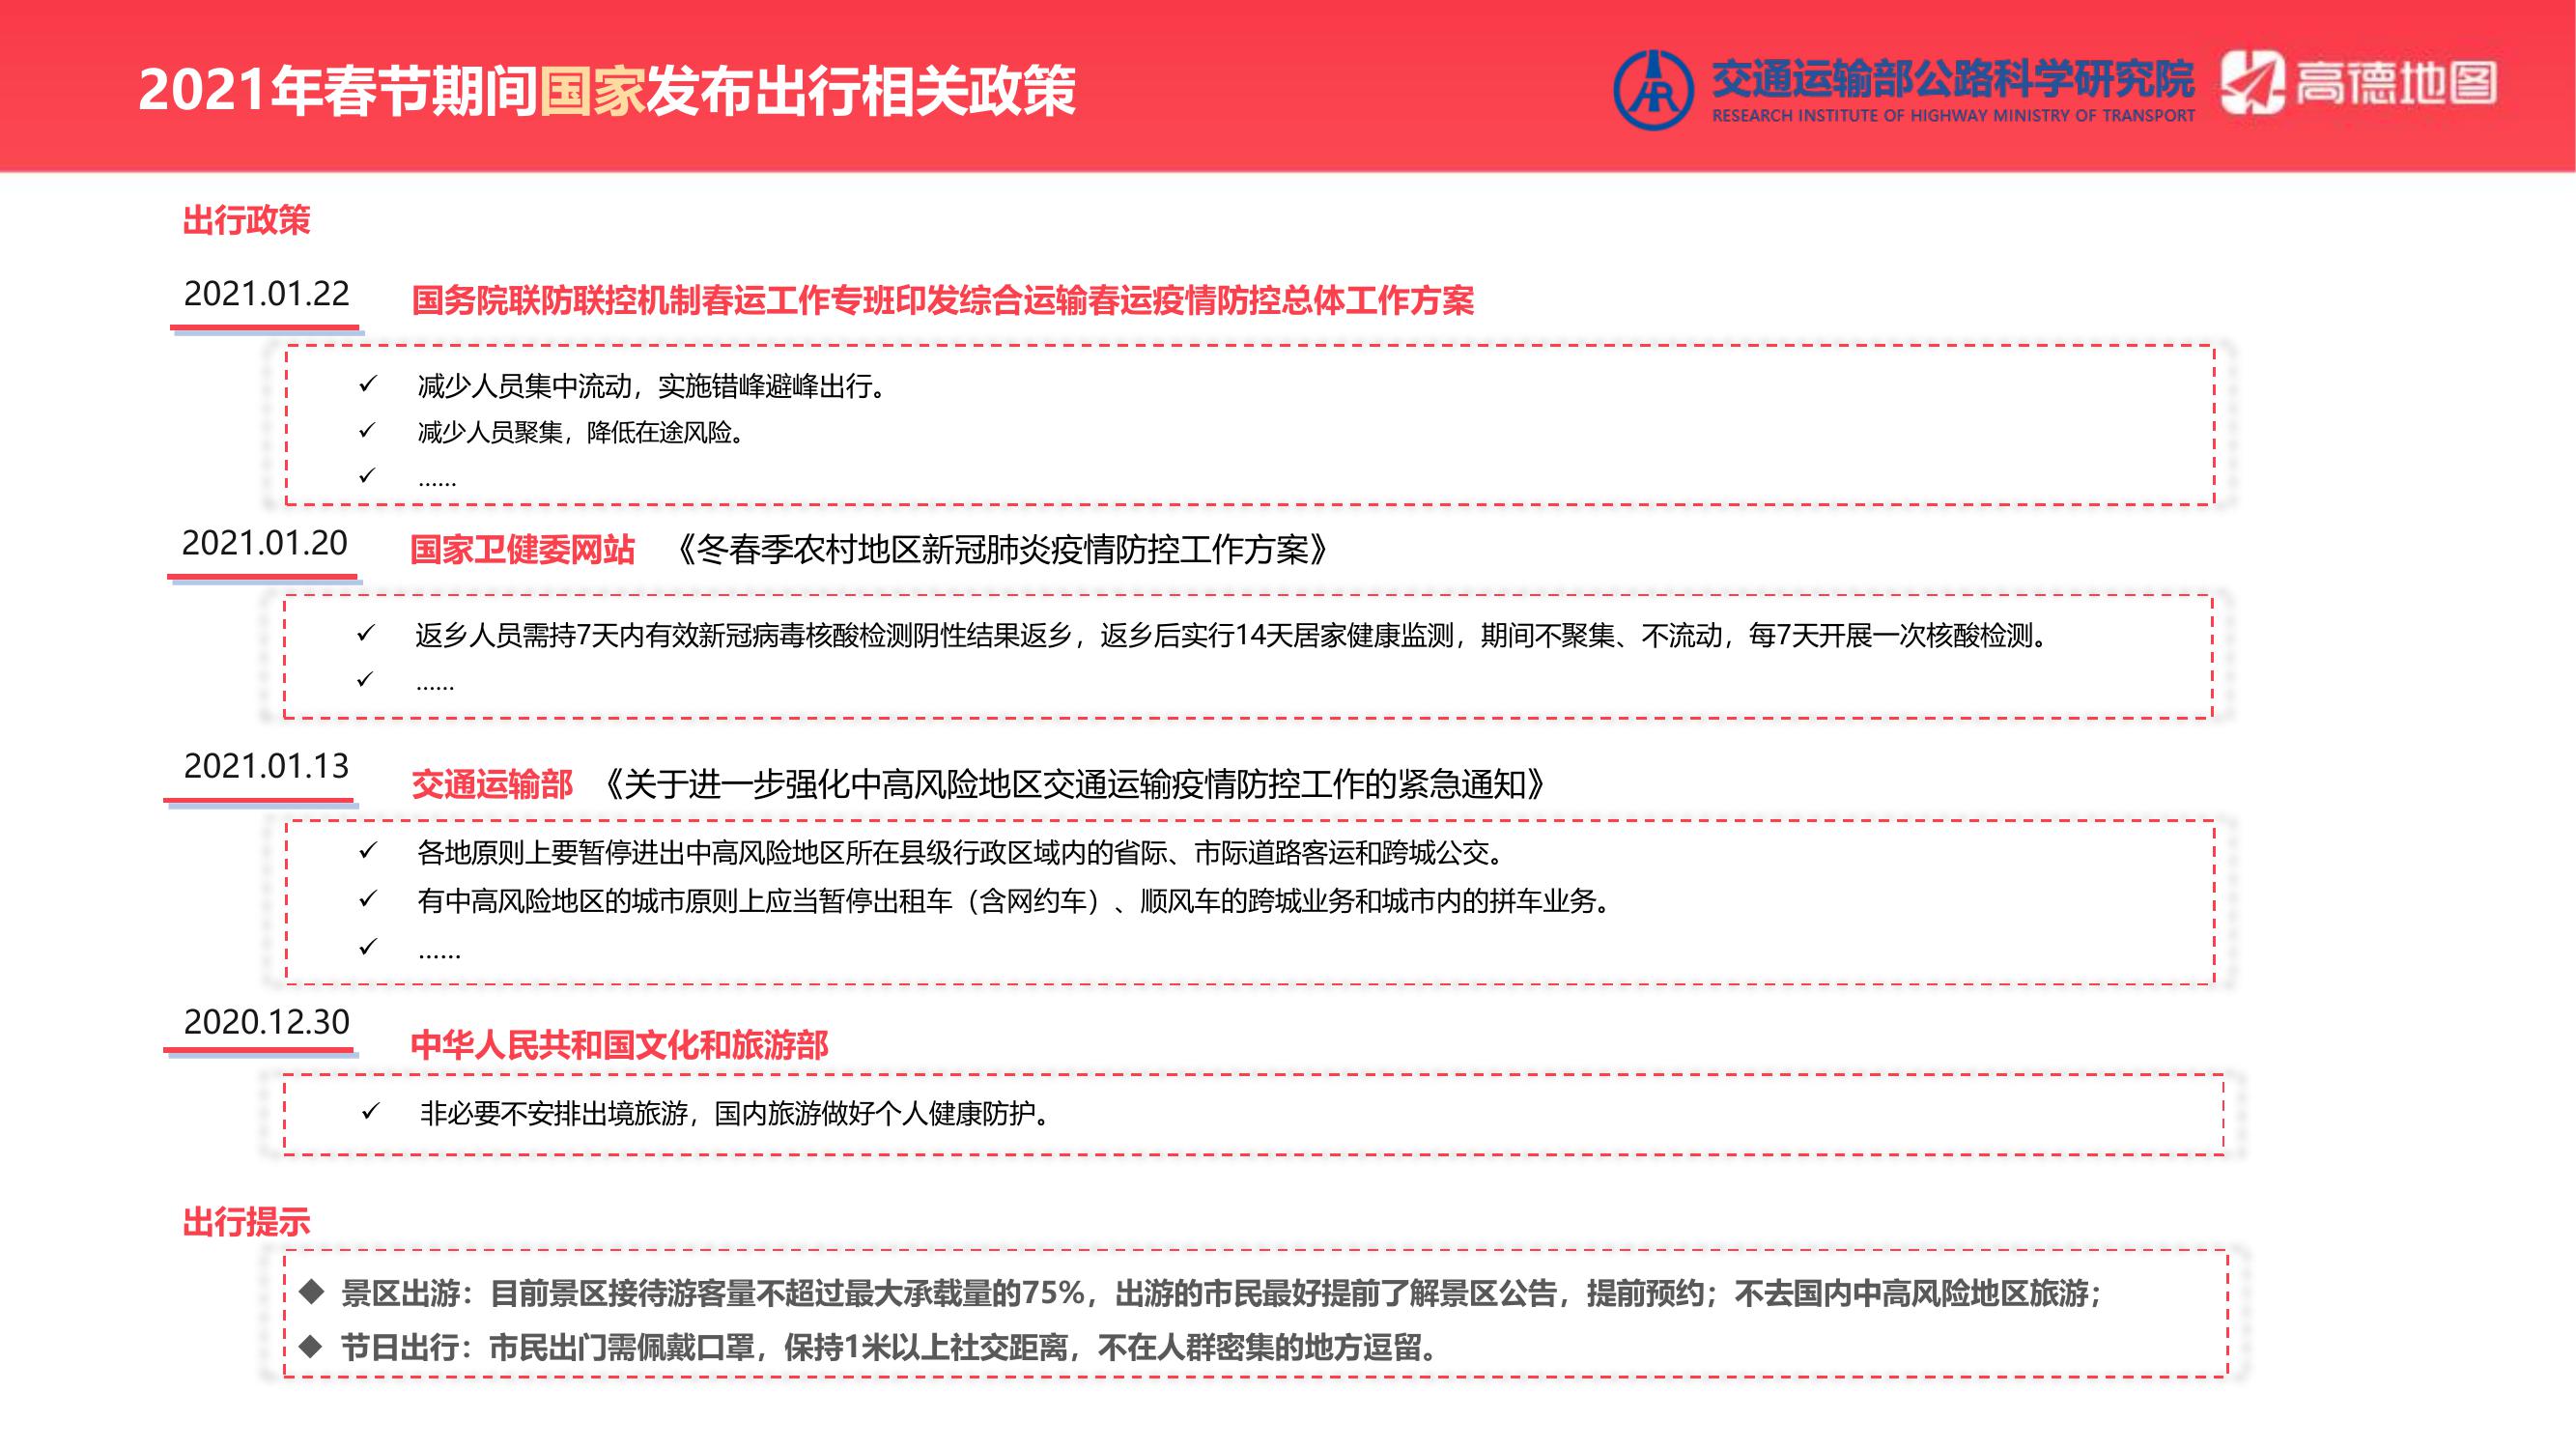 2021年春节期间国家发布出行相关政策
交通运输部公路科学研究院
RESEARCH INSTITUTE OF HIGHWAY MINISTRY OF TRANSPORT
高德地图
出行政策
2021.01.22
国务院联防联控机制春运工作专班印发综合运输春运疫情防控总体工作方案
✓ 减少人员集中流动，实施错峰避峰出行。
✓ 减少人员聚集，降低在途风险。
✓ ......
2021.01.20
国家卫健委网站 《冬春季农村地区新冠肺炎疫情防控工作方案》
✓ 返乡人员需持7天内有效新冠病毒核酸检测阴性结果返乡，返乡后实行14天居家健康监测，期间不聚集、不流动，每7天开展一次核酸检测。
✓ ......
2021.01.13
交通运输部 《关于进一步强化中高风险地区交通运输疫情防控工作的紧急通知》
✓ 各地原则上要暂停进出中高风险地区所在县级行政区域内的省际、市际道路客运和跨城公交。
✓ 有中高风险地区的城市原则上应当暂停出租车（含网约车）、顺风车的跨城业务和城市内的拼车业务。
✓ ......
2020.12.30
中华人民共和国文化和旅游部
✓ 非必要不安排出境旅游，国内旅游做好个人健康防护。
出行提示
◆ 景区出游：目前景区接待游客量不超过最大承载量的75%，出游的市民最好提前了解景区公告，提前预约；不去国内中高风险地区旅游；
◆ 节日出行：市民出门需佩戴口罩，保持1米以上社交距离，不在人群密集的地方逗留。